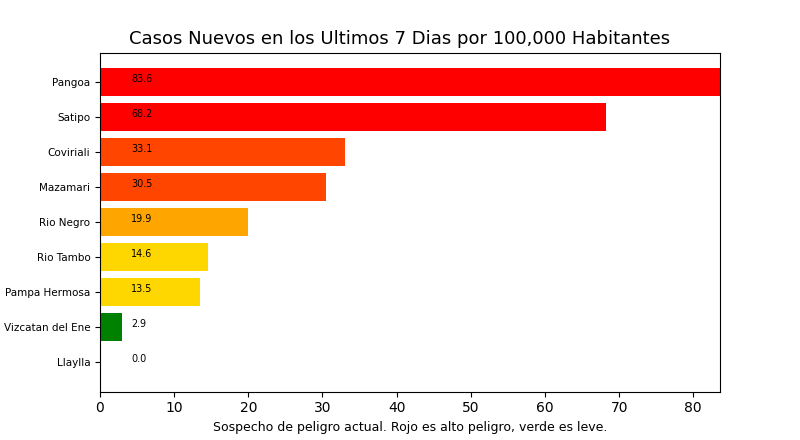 Casos Nuevos en los Ultimos 7 Dias por 100,000 Habitantes
Pangoa 83.6
Satipo 68.2
Coviriali 33.1
Mazamari 30.5
Rio Negro 19.9
Rio Tambo 14.6
Pampa Hermosa 13.5
Vizcatan del Ene 2.9
Llaylla 0.0
0 10 20 30 40 50 60 70 80
Sospecho de peligro actual. Rojo es alto peligro, verde es leve.